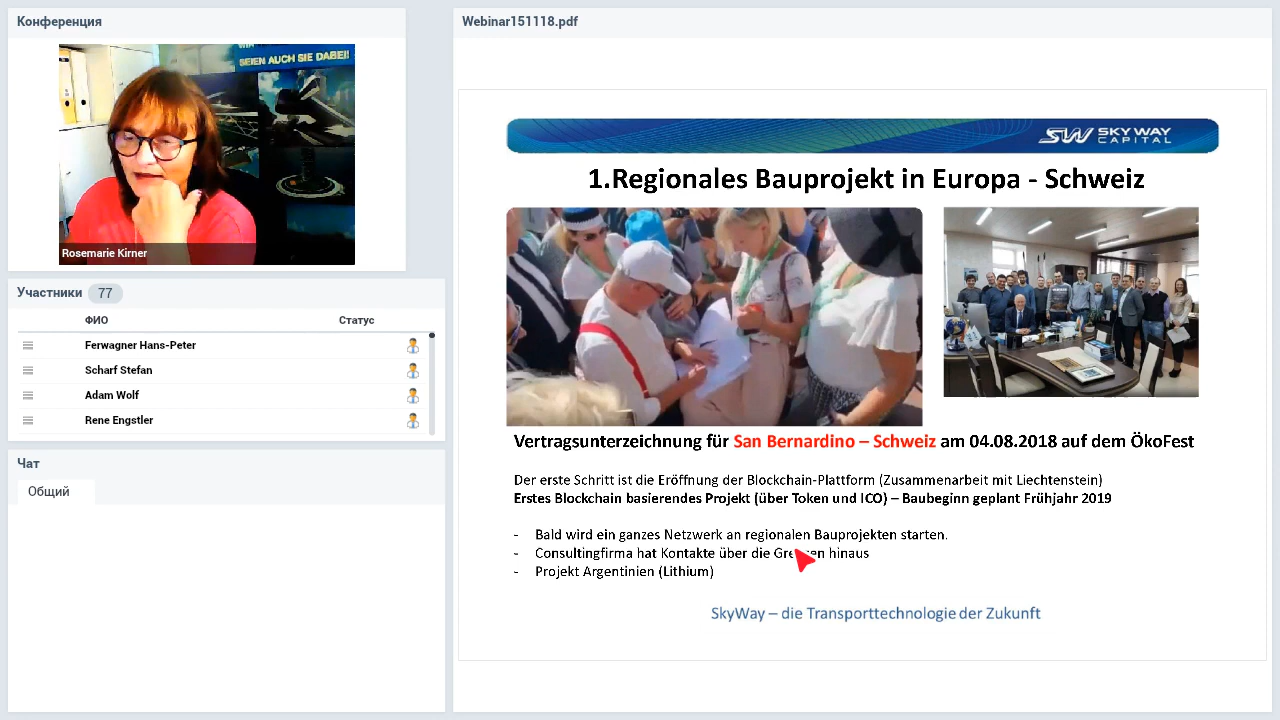 Конференция
SEIEN AUCH SIE DABEI!
Rosemarie Kirner
Участники 77
ФИО Статус
Ferwagner Hans-Peter
Scharf Stefan
Adam Wolf
Rene Engstler
Чат
Общий
Webinar151118.pdf
SW SKY WAY CAPITAL
1.Regionales Bauprojekt in Europa - Schweiz
Vertragsunterzeichnung für San Bernardino – Schweiz am 04.08.2018 auf dem ÖkoFest
Der erste Schritt ist die Eröffnung der Blockchain-Plattform (Zusammenarbeit mit Liechtenstein)
Erstes Blockchain basierendes Projekt (über Token und ICO) – Baubeginn geplant Frühjahr 2019
- Bald wird ein ganzes Netzwerk an regionalen Bauprojekten starten.
- Consultingfirma hat Kontakte über die Grenzen hinaus
- Projekt Argentinien (Lithium)
SkyWay – die Transporttechnologie der Zukunft